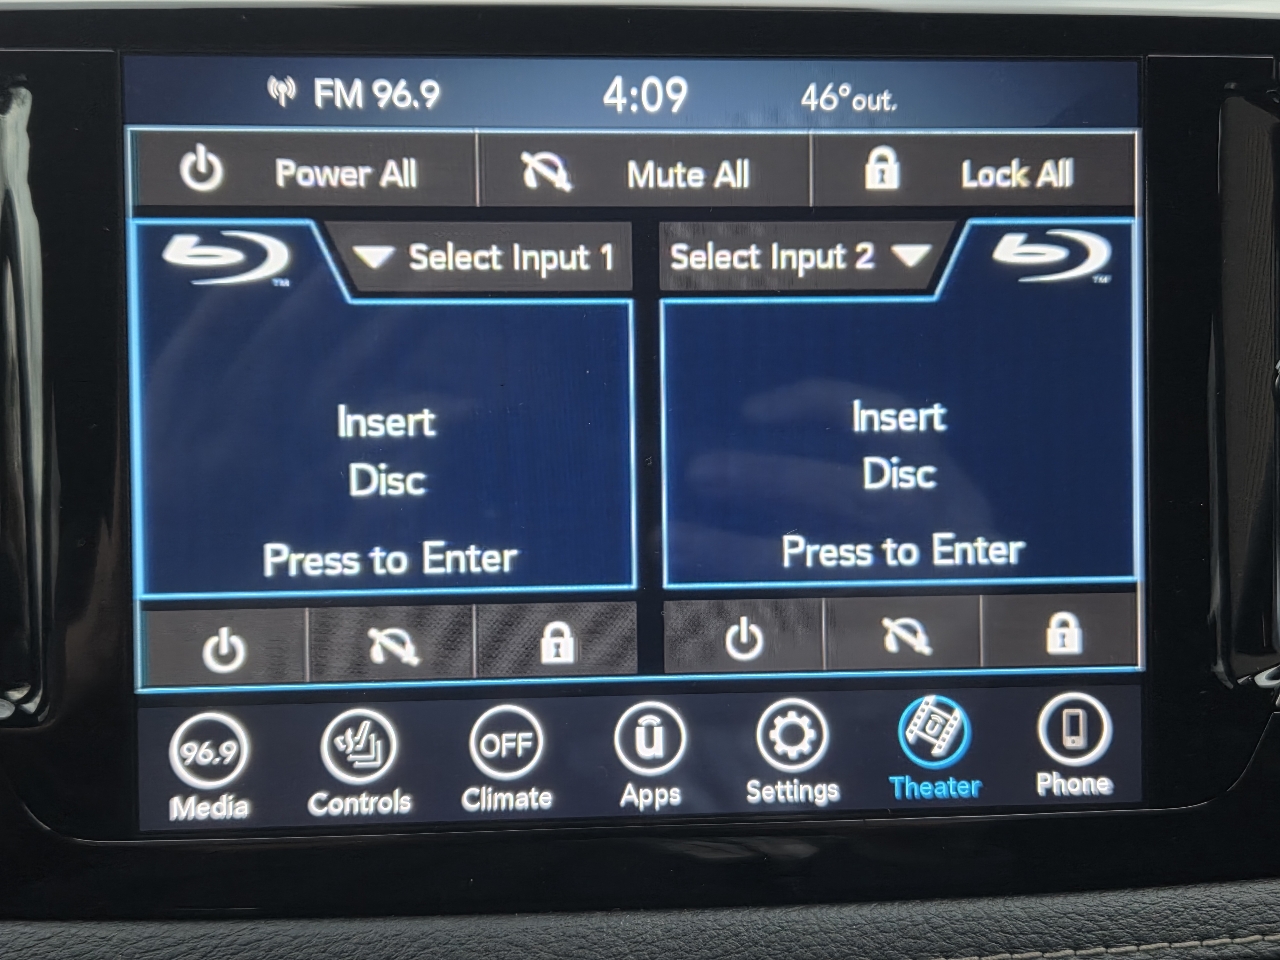 FM 96.9 4:09 46°out.
Power All Mute All Lock All
Select Input 1 Select Input 2
TM TM
Insert
Disc
Press to Enter
Insert
Disc
Press to Enter
96.9 OFF ū
Media Controls Climate Apps Settings Theater Phone